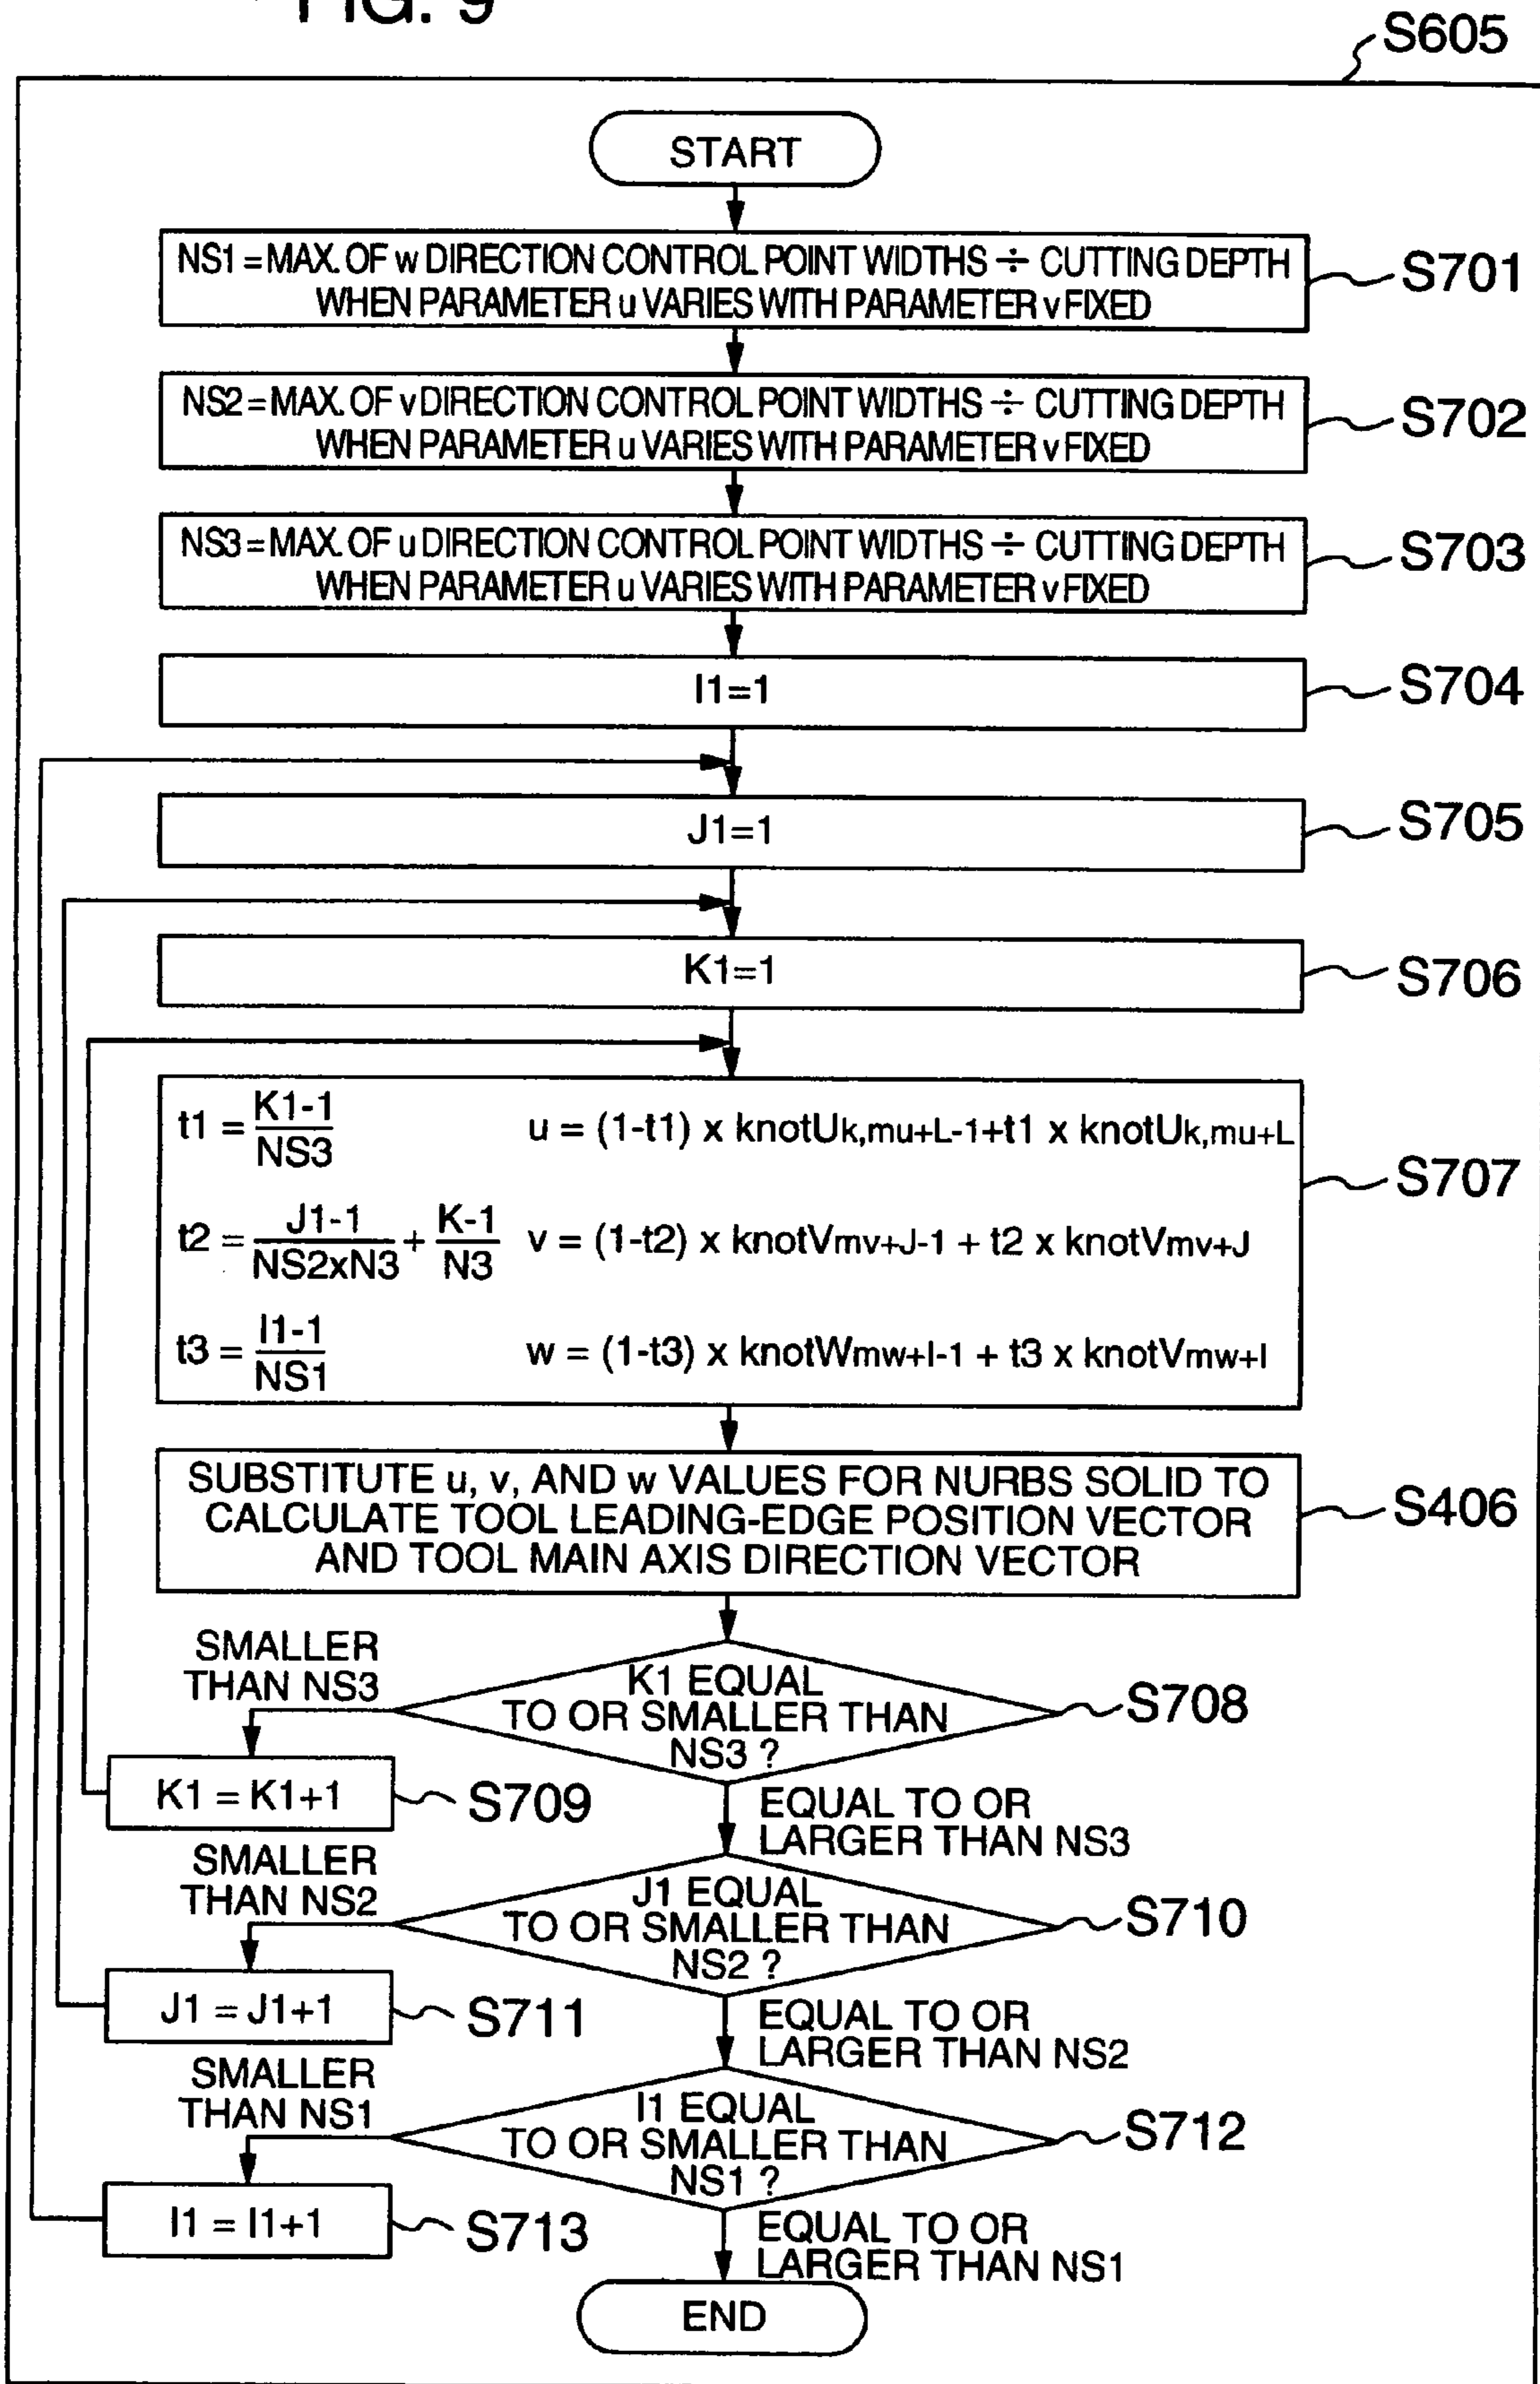 FIG. 9
S605
START
NS1 = MAX. OF w DIRECTION CONTROL POINT WIDTHS ÷ CUTTING DEPTH
WHEN PARAMETER u VARIES WITH PARAMETER v FIXED
S701
NS2 = MAX. OF v DIRECTION CONTROL POINT WIDTHS ÷ CUTTING DEPTH
WHEN PARAMETER u VARIES WITH PARAMETER v FIXED
S702
NS3 = MAX. OF u DIRECTION CONTROL POINT WIDTHS ÷ CUTTING DEPTH
WHEN PARAMETER u VARIES WITH PARAMETER v FIXED
S703
I1=1
S704
J1=1
S705
K1=1
S706
t1 = K1-1 / NS3 u = (1-t1) x knotUk,mu+L-1+t1 x knotUk,mu+L
t2 = J1-1 / NS2xN3 + K-1 / N3 v = (1-t2) x knotVmv+J-1 + t2 x knotVmv+J
t3 = I1-1 / NS1 w = (1-t3) x knotWmw+I-1 + t3 x knotVmw+I
S707
SUBSTITUTE u, v, AND w VALUES FOR NURBS SOLID TO
CALCULATE TOOL LEADING-EDGE POSITION VECTOR
AND TOOL MAIN AXIS DIRECTION VECTOR
S406
SMALLER
THAN NS3
K1 EQUAL
TO OR SMALLER THAN
NS3 ?
S708
K1 = K1+1
S709
EQUAL TO OR
LARGER THAN NS3
SMALLER
THAN NS2
J1 EQUAL
TO OR SMALLER THAN
NS2 ?
S710
J1 = J1+1
S711
EQUAL TO OR
LARGER THAN NS2
SMALLER
THAN NS1
I1 EQUAL
TO OR SMALLER THAN
NS1 ?
S712
I1 = I1+1
S713
EQUAL TO OR
LARGER THAN NS1
END